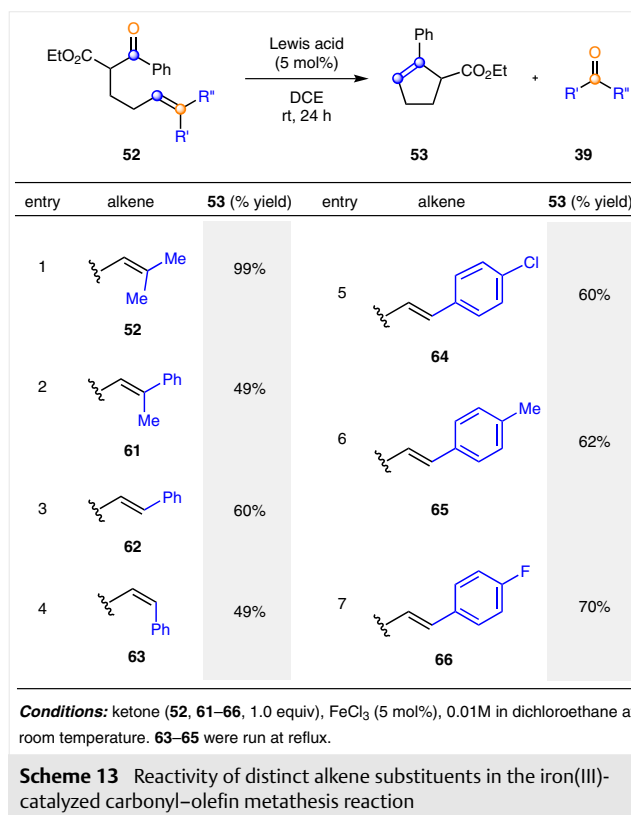 O
EtO₂C
Ph
R"
R'
52
Lewis acid
(5 mol%)
DCE
rt, 24 h
Ph
CO₂Et
53
+
O
R' R"
39
entry alkene 53 (% yield) entry alkene 53 (% yield)
1
Me
Me
52
99%
2
Ph
Me
61
49%
3
Ph
62
60%
4
Ph
63
49%
5
Cl
64
60%
6
Me
65
62%
7
F
66
70%
Conditions: ketone (52, 61–66, 1.0 equiv), FeCl₃ (5 mol%), 0.01M in dichloroethane at
room temperature. 63–65 were run at reflux.
Scheme 13 Reactivity of distinct alkene substituents in the iron(III)-
catalyzed carbonyl–olefin metathesis reaction